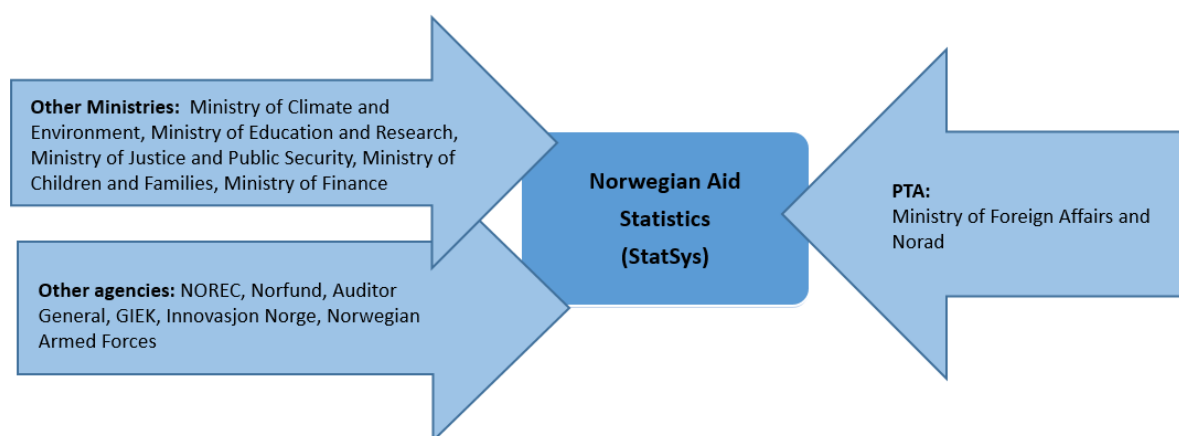 Other Ministries: Ministry of Climate and
Environment, Ministry of Education and Research,
Ministry of Justice and Public Security, Ministry of
Children and Families, Ministry of Finance
Other agencies: NOREC, Norfund, Auditor
General, GIEK, Innovasjon Norge, Norwegian
Armed Forces
Norwegian Aid
Statistics
(StatSys)
PTA:
Ministry of Foreign Affairs and
Norad